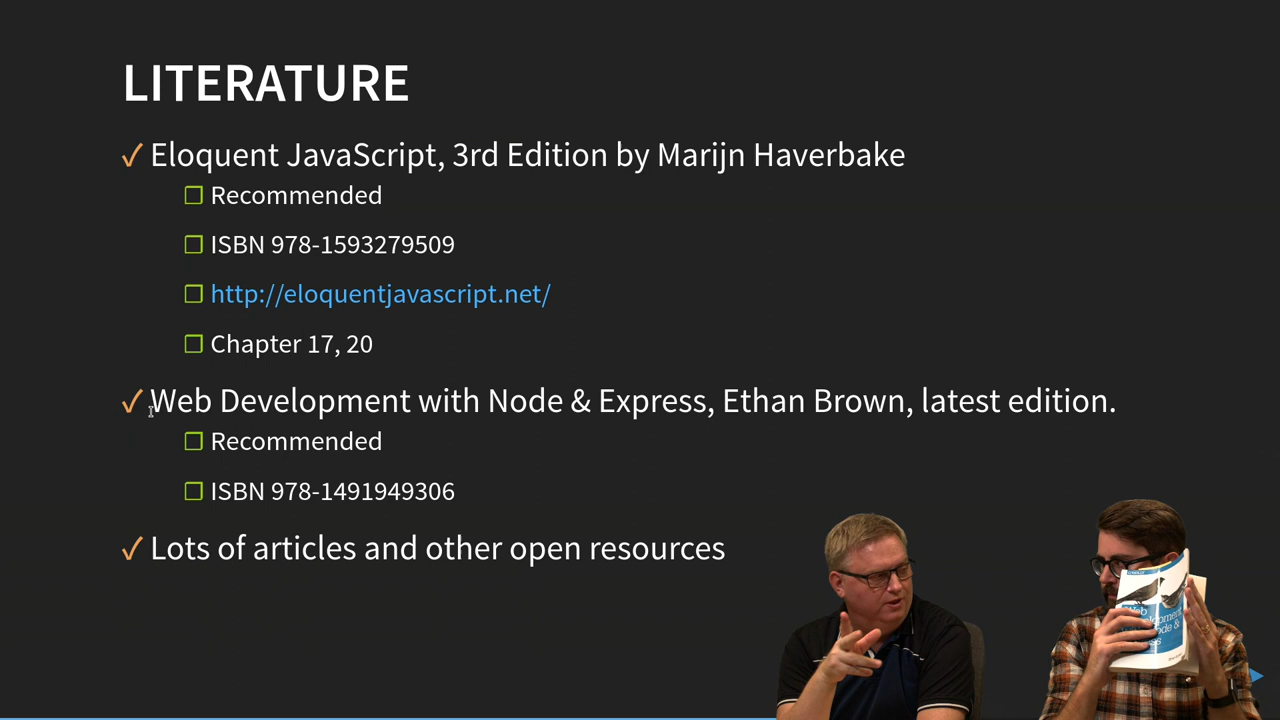 LITERATURE
✓ Eloquent JavaScript, 3rd Edition by Marijn Haverbake
❐ Recommended
❐ ISBN 978-1593279509
❐ http://eloquentjavascript.net/
❐ Chapter 17, 20
✓ Web Development with Node & Express, Ethan Brown, latest edition.
❐ Recommended
❐ ISBN 978-1491949306
✓ Lots of articles and other open resources
Web